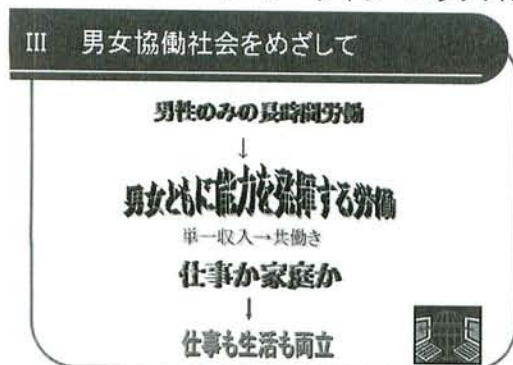 III 男女協働社会をめざして
男性のみの長時間労働
↓
男女ともに能力を発揮する労働
単一収入→共働き
仕事か家庭か
↓
仕事も生活も両立